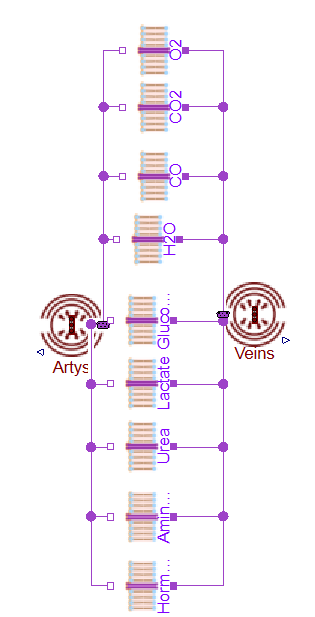 O2
CO2
CO
H2O
Gluco...
Artys
Veins
Lactate
Urea
Amin...
Horm...